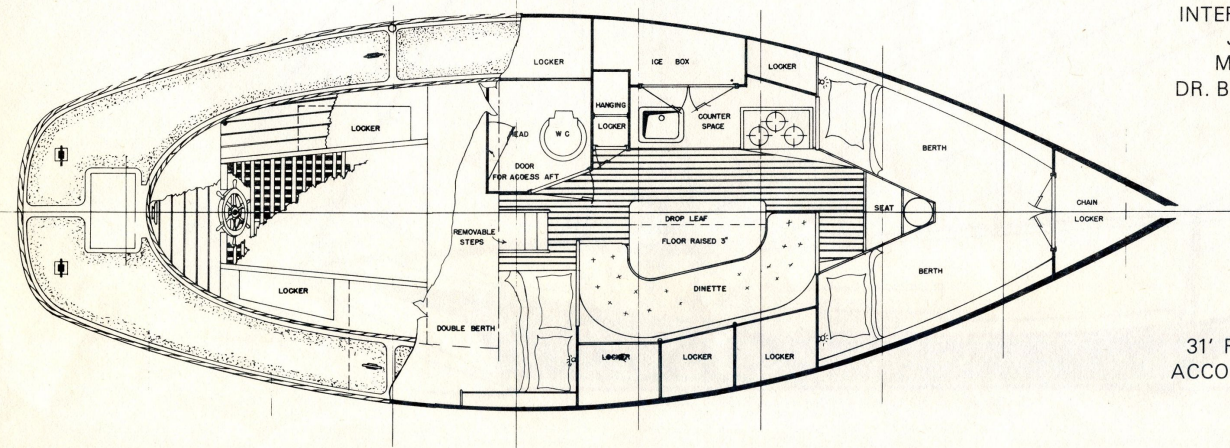 INTER
M
DR. B
LOCKER
ICE BOX
LOCKER
HANGING
LOCKER
COUNTER
SPACE
LOCKER
HEAD
W C
DOOR
FOR ACCESS AFT
BERTH
SEAT
CHAIN
LOCKER
DROP LEAF
FLOOR RAISED 3"
REMOVABLE
STEPS
DINETTE
BERTH
LOCKER
DOUBLE BERTH
LOCKER
LOCKER
LOCKER
31' F
ACCO